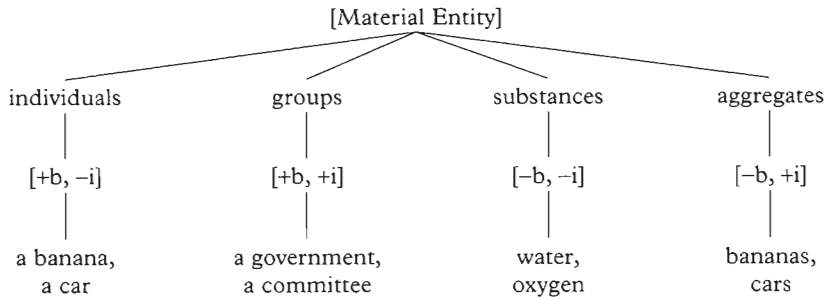 [Material Entity]
individuals groups substances aggregates
[+b, –i] [+b, +i] [–b, –i] [–b, +i]
a banana, a government, water, bananas,
a car a committee oxygen cars